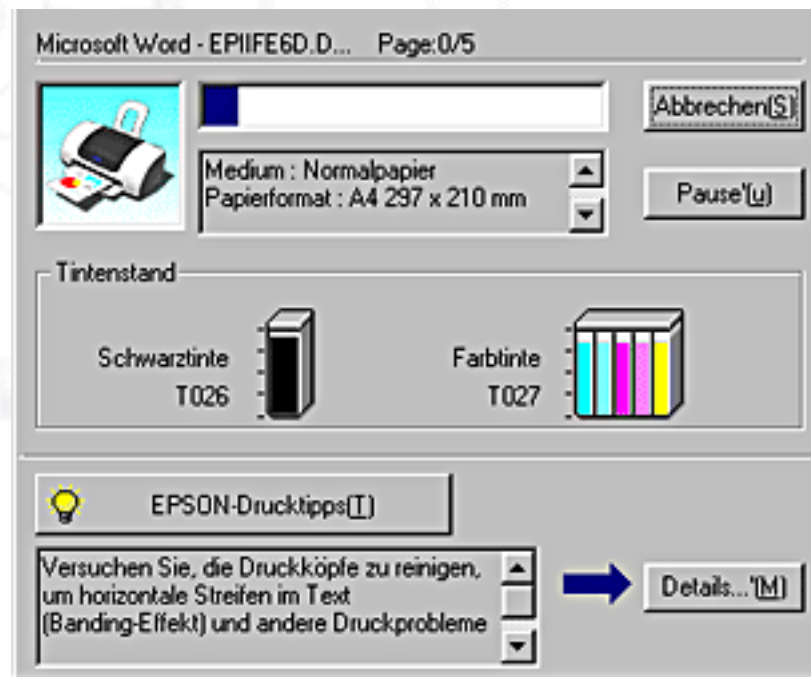 Microsoft Word - EPIIFE6D.D... Page:0/5
Abbrechen(S)
Medium : Normalpapier
Papierformat : A4 297 x 210 mm
Pause'(u)
Tintenstand
Schwarztinte
T026
Farbtinte
T027
EPSON-Drucktipps(T)
Versuchen Sie, die Druckköpfe zu reinigen,
um horizontale Streifen im Text
(Banding-Effekt) und andere Druckprobleme
Details...'(M)